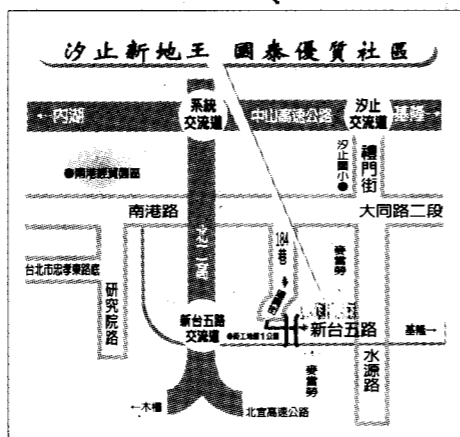 汐止新地王 國泰優質社區
←內湖
系統
交流道
中山高速公路
汐止
交流道
基隆→
汐止國小●
禮門街
●南港經貿園區
南港路
大同路二段
北二高
184巷
麥當勞
台北市忠孝東路底
研究院路
新台五路
交流道
新台五路
基隆→
麥當勞
水源路
←木柵
北宜高速公路